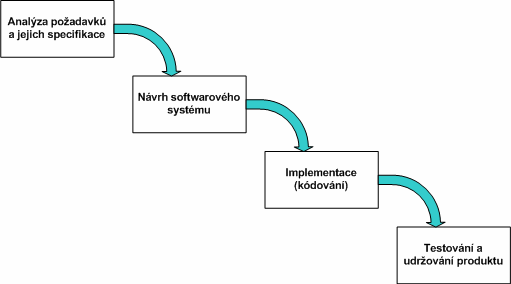 Analýza požadavků
a jejich specifikace
Návrh softwarového
systému
Implementace
(kódování)
Testování a
udržování produktu